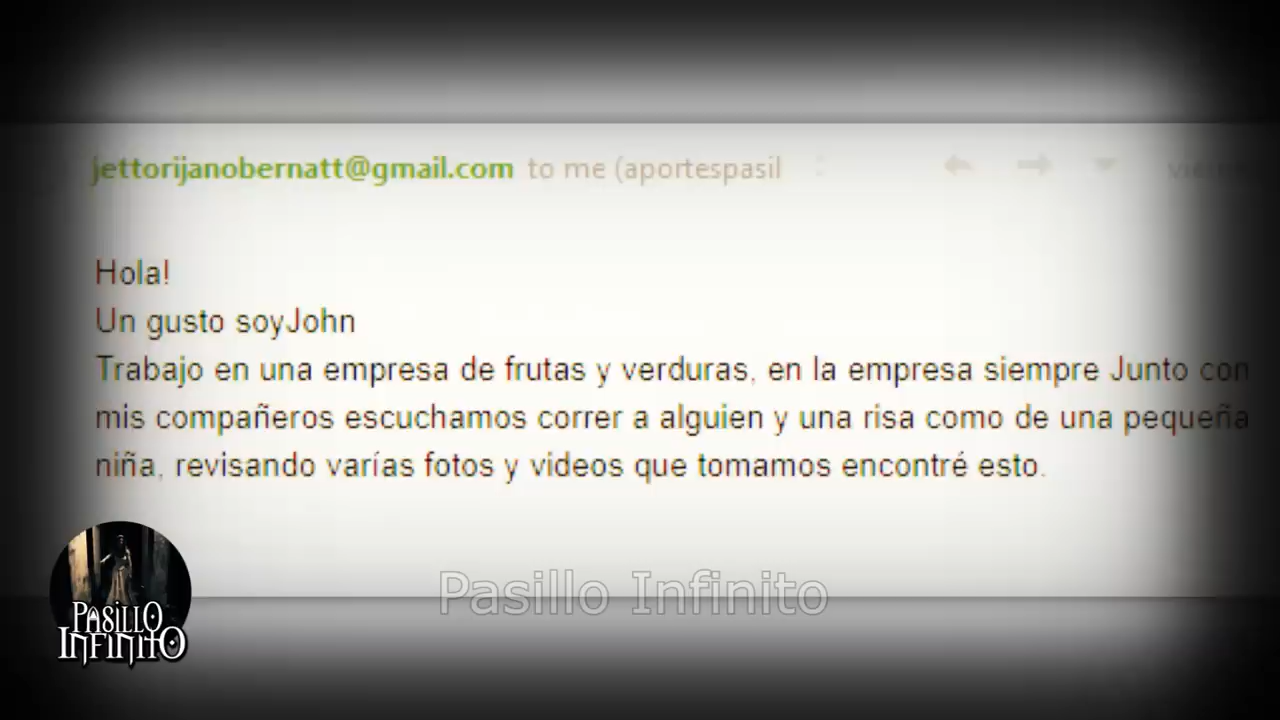 jettorijanobernatt@gmail.com to me (aportespasil
Hola!
Un gusto soyJohn
Trabajo en una empresa de frutas y verduras, en la empresa siempre Junto con
mis compañeros escuchamos correr a alguien y una risa como de una pequeña
niña, revisando varías fotos y videos que tomamos encontré esto.
Pasillo Infinito
PASILLO
INFINITO